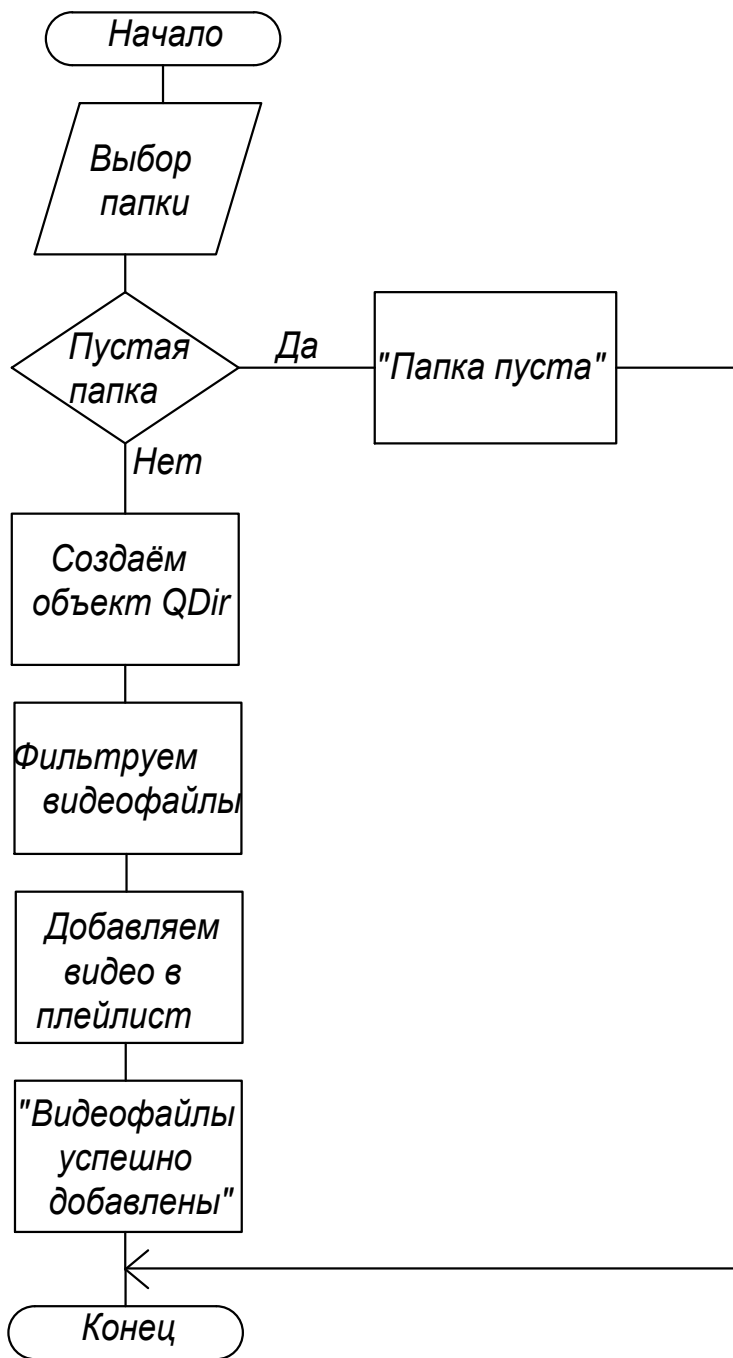 Начало
Выбор
папки
Пустая
папка
Да
"Папка пуста"
Нет
Создаём
объект QDir
Фильтруем
видеофайлы
Добавляем
видео в
плейлист
"Видеофайлы
успешно
добавлены"
Конец